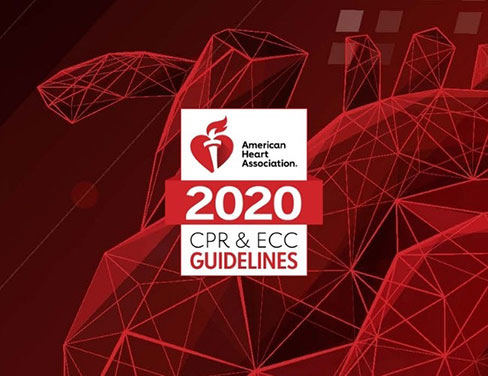 American
Heart
Association.
2020
CPR & ECC
GUIDELINES